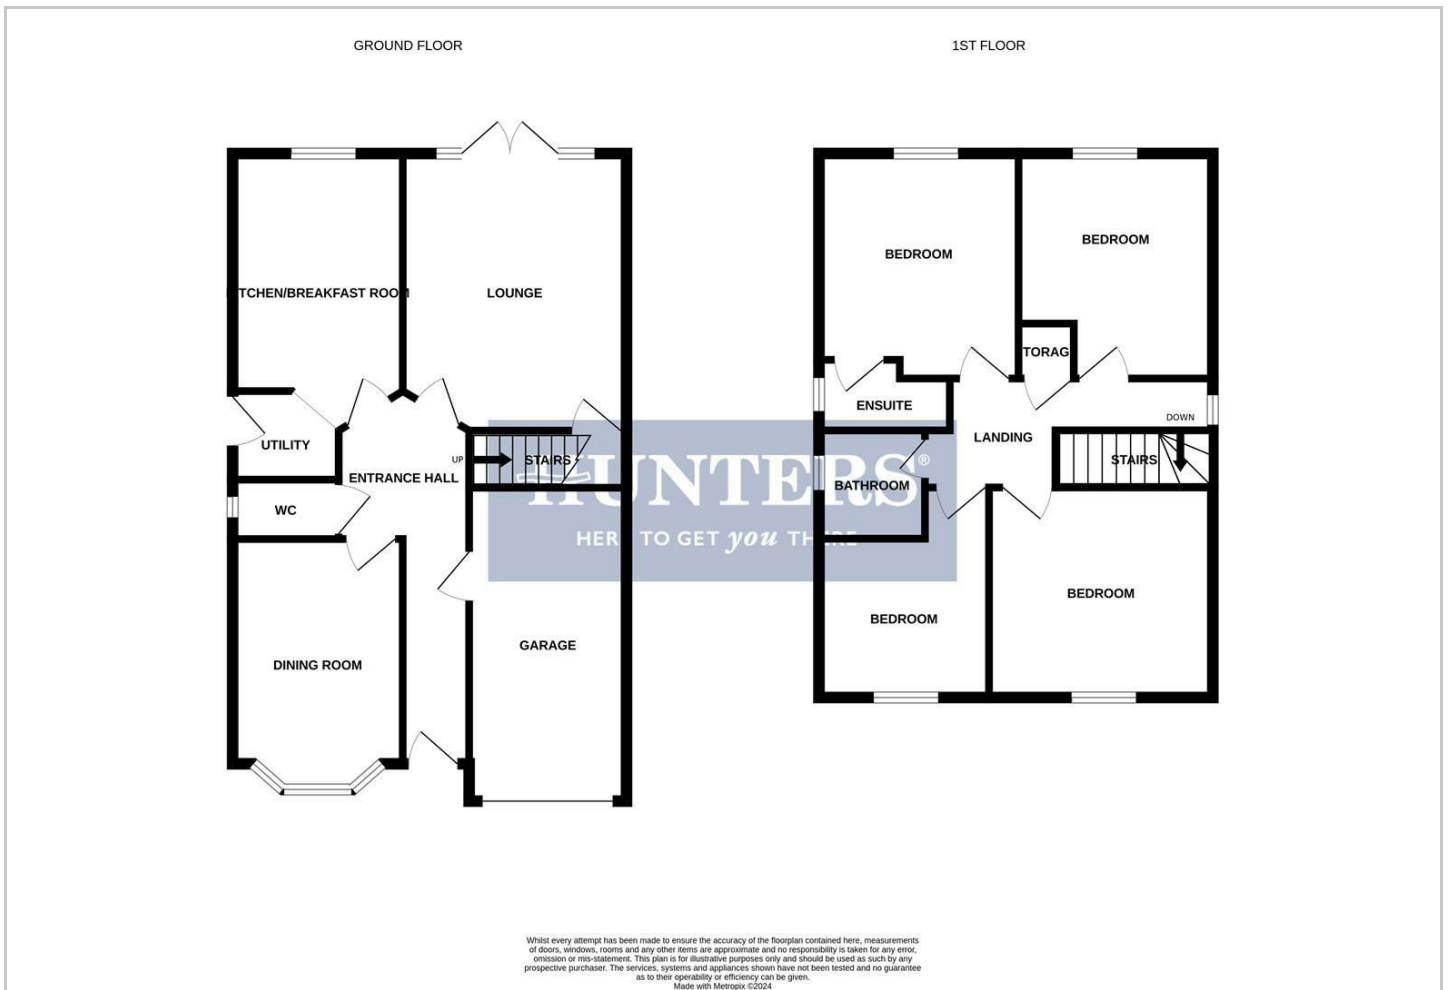 GROUND FLOOR
1ST FLOOR
ITCHEN/BREAKFAST ROOM
LOUNGE
UTILITY
UP
STAIRS
ENTRANCE HALL
WC
DINING ROOM
GARAGE
BEDROOM
BEDROOM
TORAG
ENSUITE
DOWN
LANDING
STAIRS
BATHROOM
BEDROOM
BEDROOM
HUNTERS®
HERE TO GET you THERE
Whilst every attempt has been made to ensure the accuracy of the floorplan contained here, measurements
of doors, windows, rooms and any other items are approximate and no responsibility is taken for any error,
omission or mis-statement. This plan is for illustrative purposes only and should be used as such by any
prospective purchaser. The services, systems and appliances shown have not been tested and no guarantee
as to their operability or efficiency can be given.
Made with Metropix ©2024